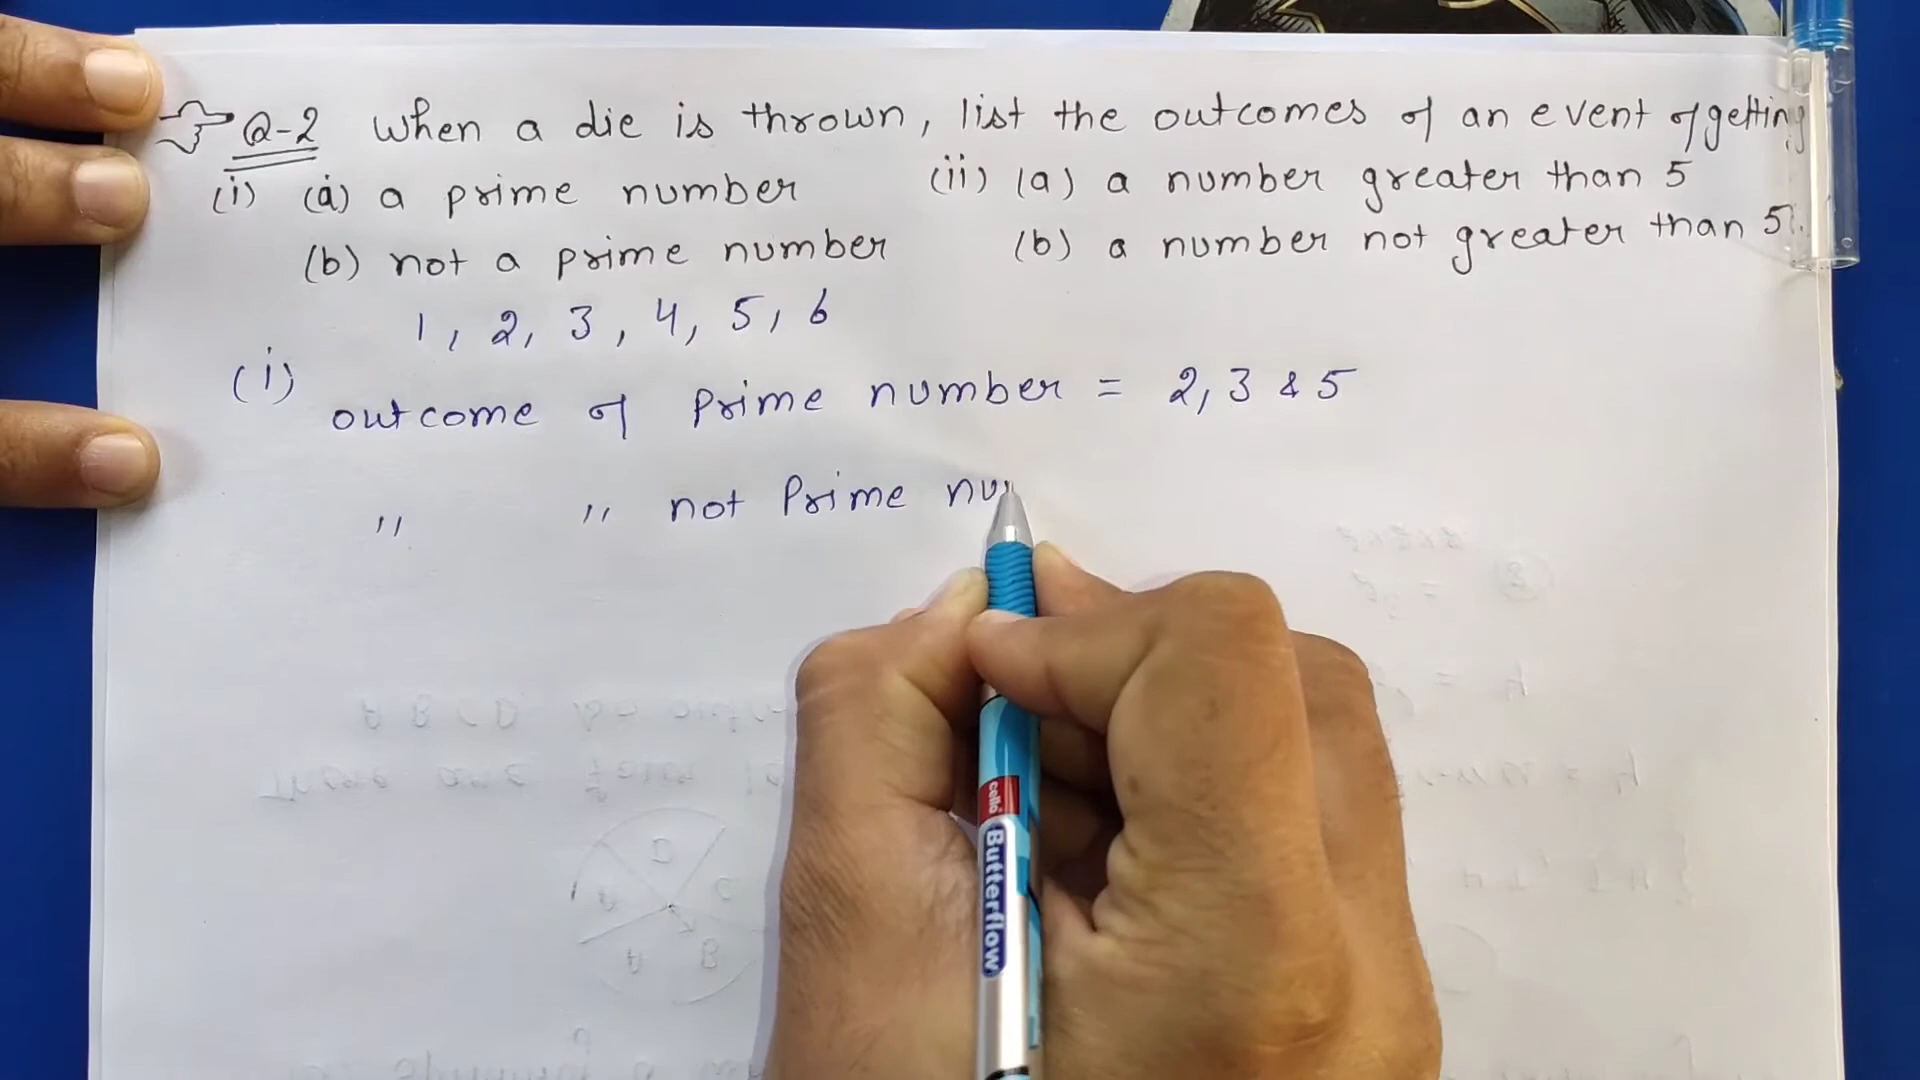 Q-2 When a die is thrown, list the outcomes of an event of getting
(i) (a) a prime number (ii) (a) a number greater than 5
(b) not a prime number (b) a number not greater than 5.
1, 2, 3, 4, 5, 6
(i)
outcome of Prime number = 2, 3 & 5
" " not Prime nu
cello
Butterflow